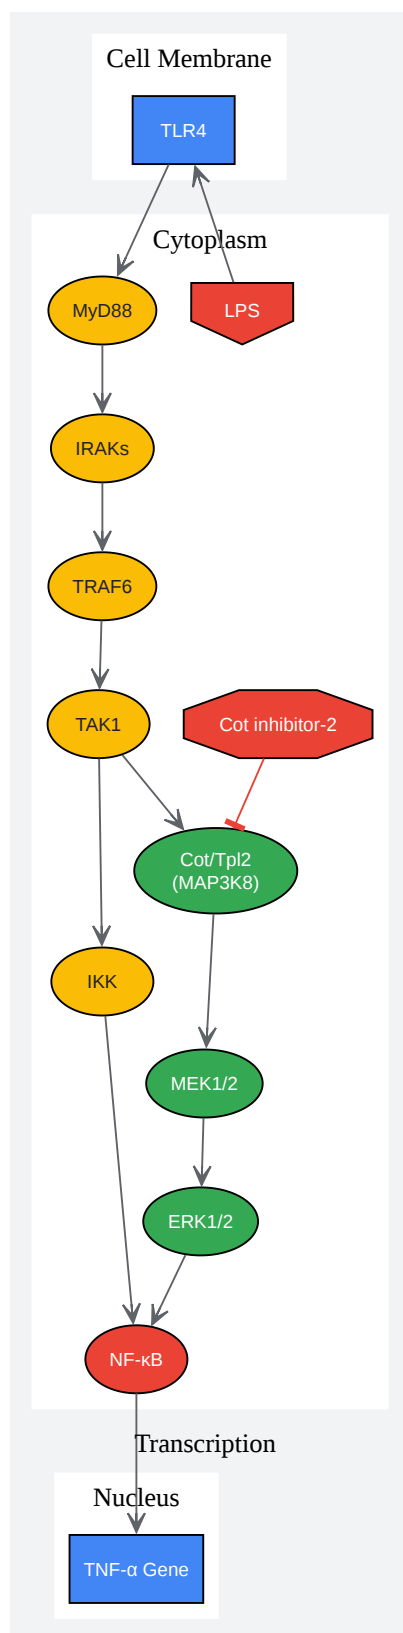 Cell Membrane
TLR4
Cytoplasm
MyD88
LPS
IRAKs
TRAF6
TAK1
Cot inhibitor-2
Cot/Tpl2
(MAP3K8)
IKK
MEK1/2
ERK1/2
NF-κB
Transcription
Nucleus
TNF-α Gene